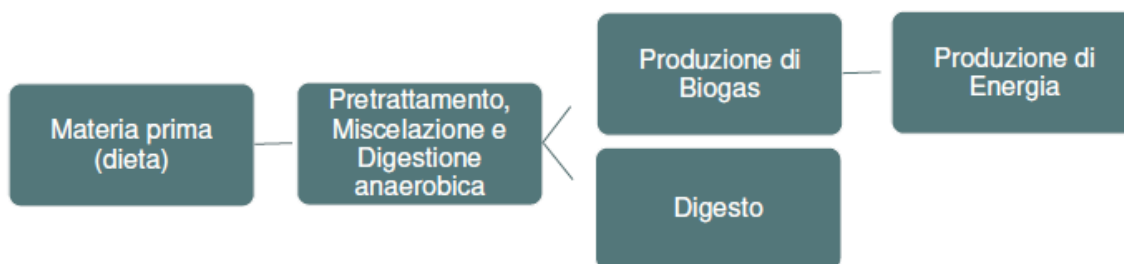 Materia prima
(dieta)
Pretrattamento,
Miscelazione e
Digestione
anaerobica
Produzione di
Biogas
Produzione di
Energia
Digesto